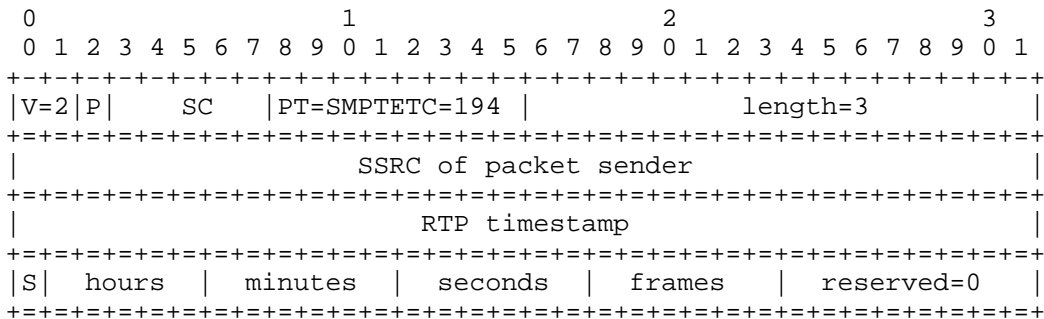 0                   1                   2                   3
 0 1 2 3 4 5 6 7 8 9 0 1 2 3 4 5 6 7 8 9 0 1 2 3 4 5 6 7 8 9 0 1
+-+-+-+-+-+-+-+-+-+-+-+-+-+-+-+-+-+-+-+-+-+-+-+-+-+-+-+-+-+-+-+-+
|V=2|P|    SC   |PT=SMPTETC=194 |             length=3          |
+=+=+=+=+=+=+=+=+=+=+=+=+=+=+=+=+=+=+=+=+=+=+=+=+=+=+=+=+=+=+=+=+
|                     SSRC of packet sender                     |
+=+=+=+=+=+=+=+=+=+=+=+=+=+=+=+=+=+=+=+=+=+=+=+=+=+=+=+=+=+=+=+=+
|                         RTP timestamp                         |
+=+=+=+=+=+=+=+=+=+=+=+=+=+=+=+=+=+=+=+=+=+=+=+=+=+=+=+=+=+=+=+=+
|S|  hours  |  minutes  |  seconds  |  frames   |  reserved=0   |
+=+=+=+=+=+=+=+=+=+=+=+=+=+=+=+=+=+=+=+=+=+=+=+=+=+=+=+=+=+=+=+=+